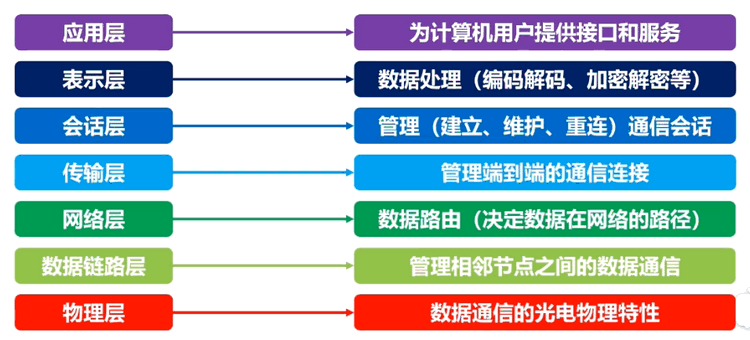 应用层 为计算机用户提供接口和服务
表示层 数据处理（编码解码、加密解密等）
会话层 管理（建立、维护、重连）通信会话
传输层 管理端到端的通信连接
网络层 数据路由（决定数据在网络的路径）
数据链路层 管理相邻节点之间的数据通信
物理层 数据通信的光电物理特性